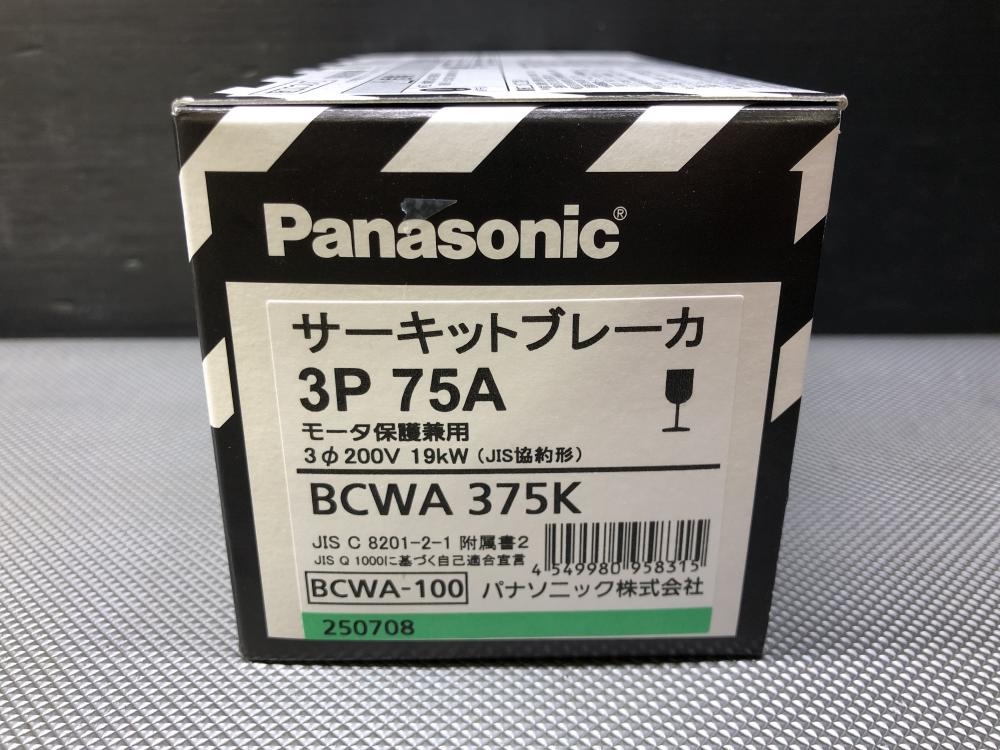 Panasonic®
サーキットブレーカ
3P 75A
モータ保護兼用
3φ200V 19kW（JIS協約形）
BCWA 375K
JIS C 8201-2-1 附属書2
JIS Q 1000に基づく自己適合宣言
4 549980 958315
BCWA-100 パナソニック株式会社
250708